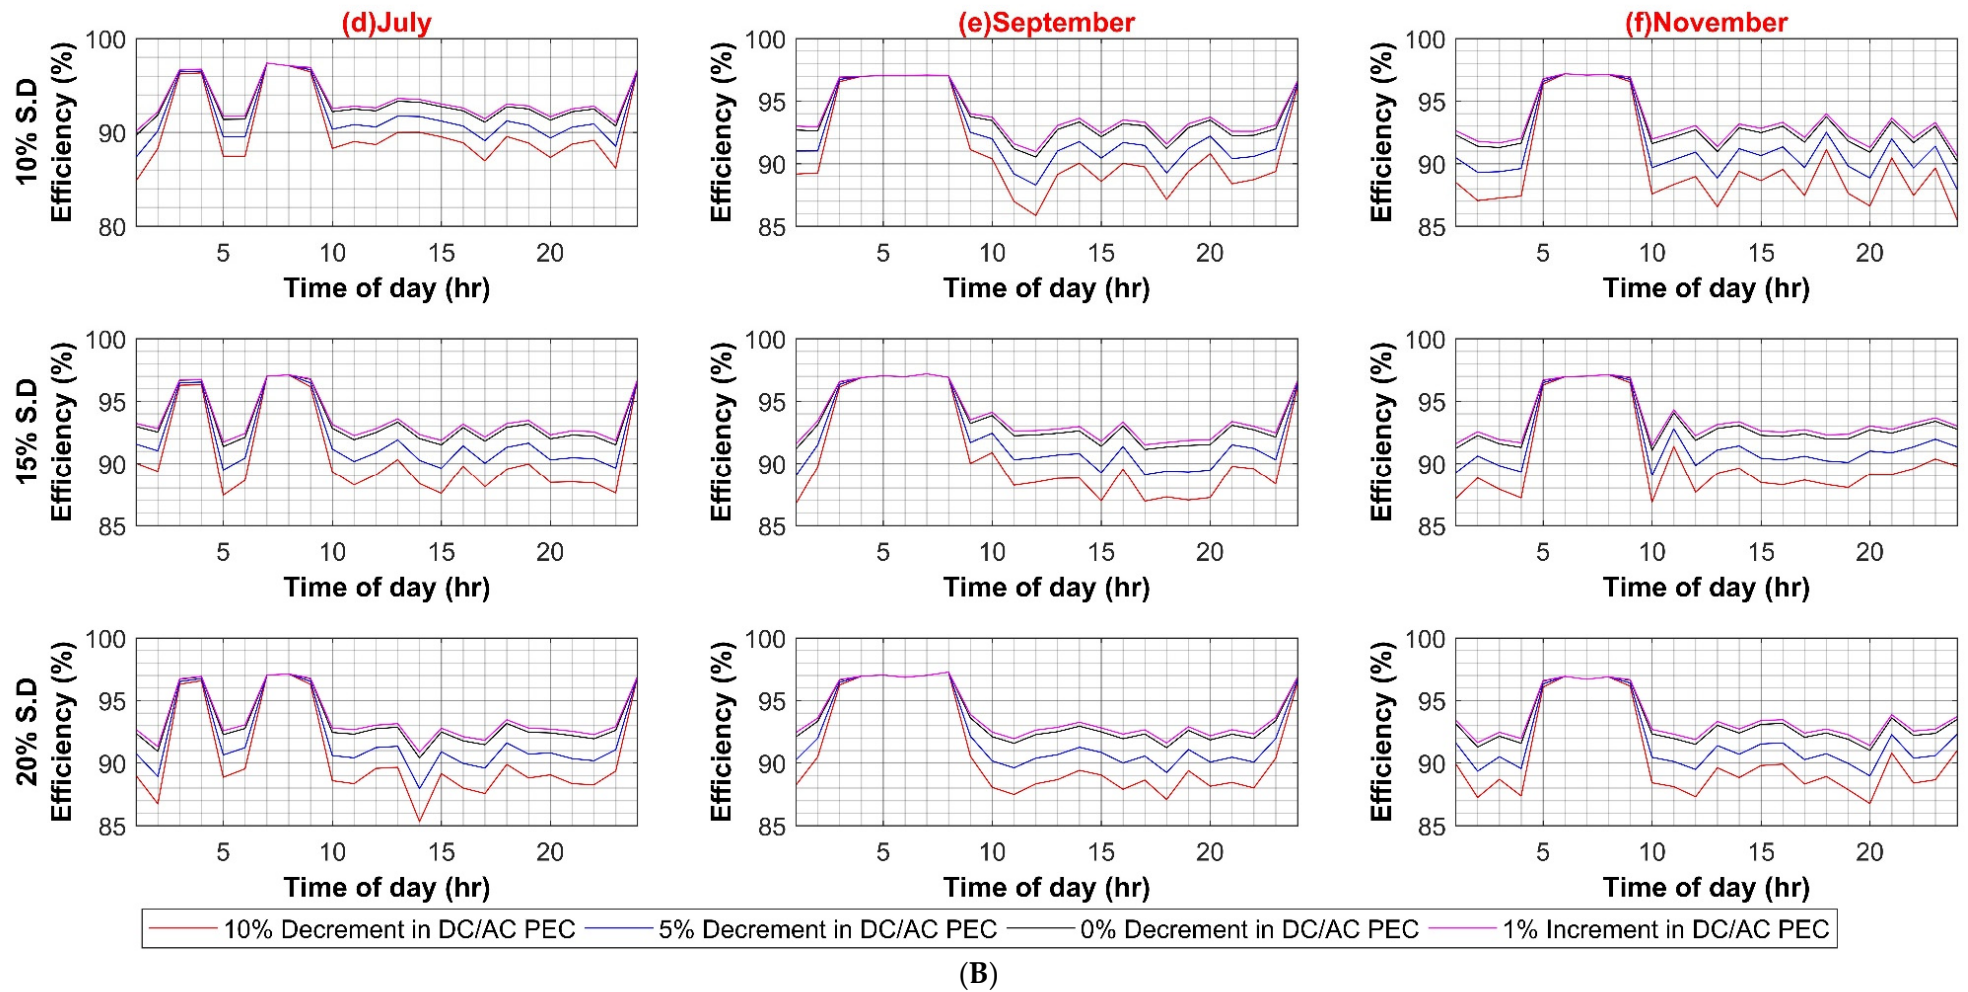 (d)July
(e)September
(f)November
10% S.D
Efficiency (%)
100
90
80
5
10
15
20
Time of day (hr)
Efficiency (%)
100
95
90
85
5
10
15
20
Time of day (hr)
Efficiency (%)
100
95
90
85
5
10
15
20
Time of day (hr)
15% S.D
Efficiency (%)
100
95
90
85
5
10
15
20
Time of day (hr)
Efficiency (%)
100
95
90
85
5
10
15
20
Time of day (hr)
Efficiency (%)
100
95
90
85
5
10
15
20
Time of day (hr)
20% S.D
Efficiency (%)
100
95
90
85
5
10
15
20
Time of day (hr)
Efficiency (%)
100
95
90
85
5
10
15
20
Time of day (hr)
Efficiency (%)
100
95
90
85
5
10
15
20
Time of day (hr)
10% Decrement in DC/AC PEC
5% Decrement in DC/AC PEC
0% Decrement in DC/AC PEC
1% Increment in DC/AC PEC
(B)